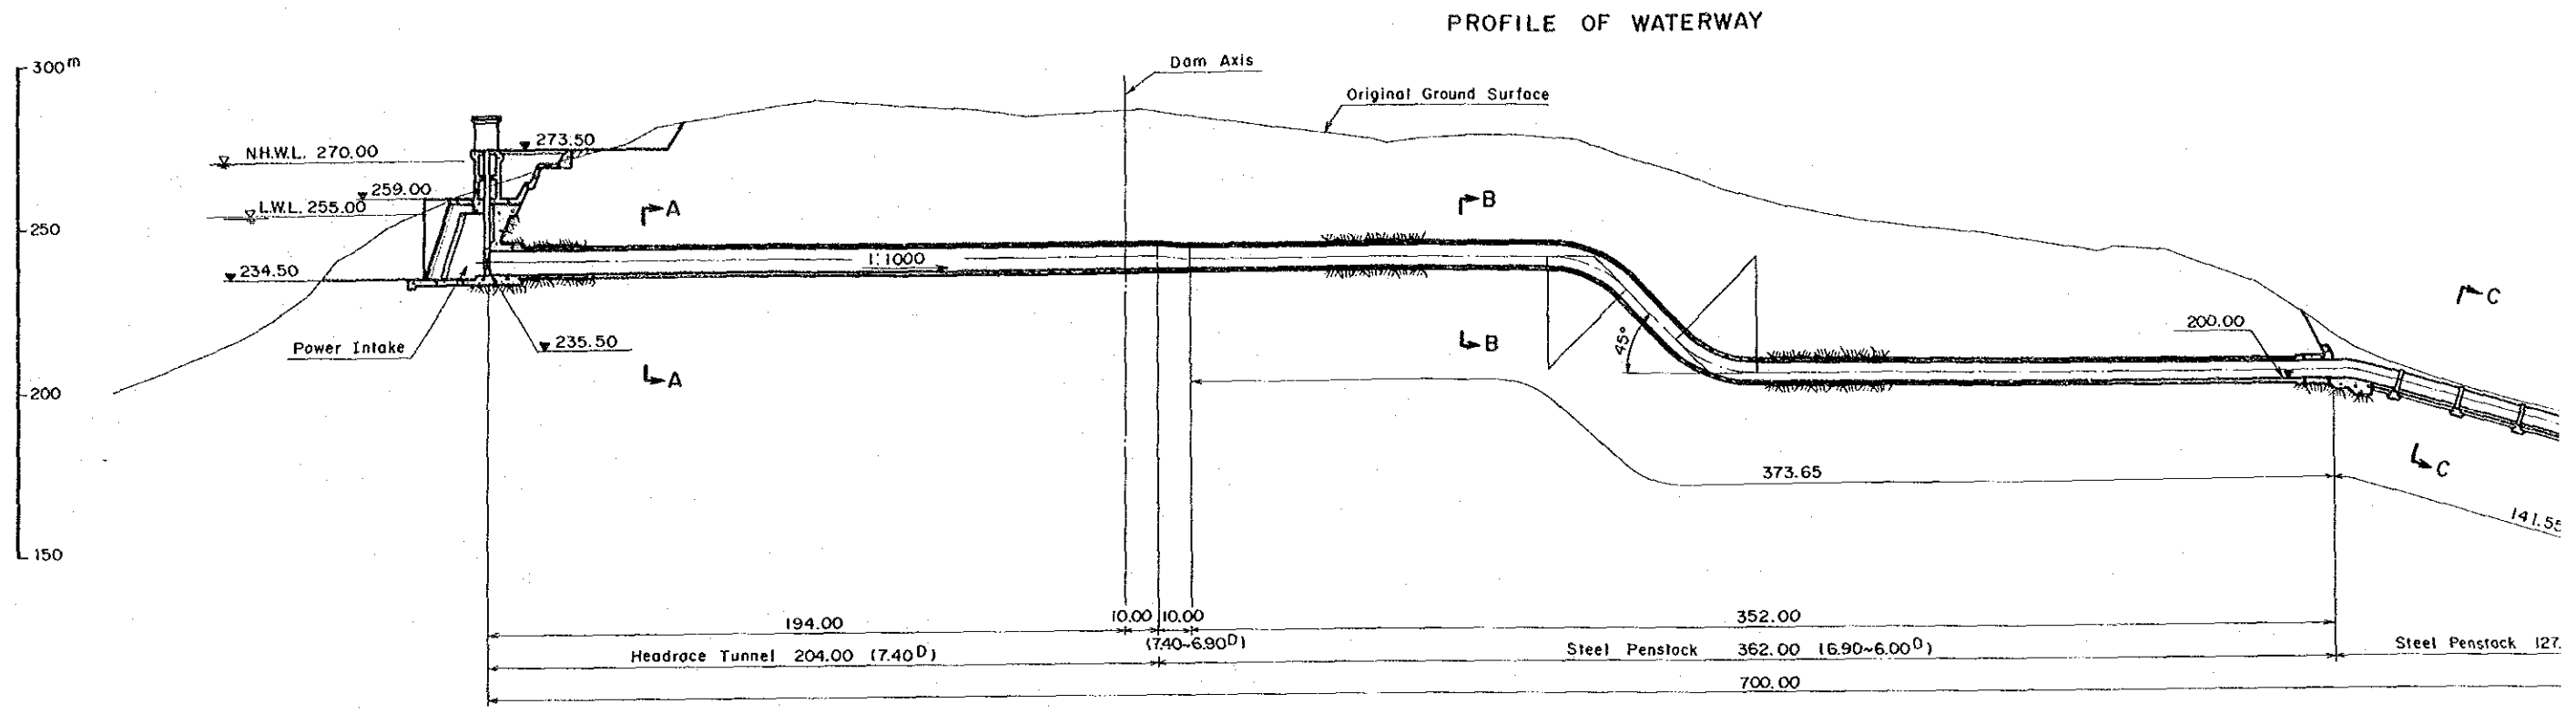 PROFILE OF WATERWAY
300m
Dam Axis
Original Ground Surface
273.50
N.H.W.L. 270.00
259.00
L.W.L. 255.00
A
B
250
1:1000
234.50
C
200.00
Power Intake
235.50
45°
B
A
200
373.65
C
141.55
150
194.00
10.00
10.00
352.00
(7.40~6.90D)
Headrace Tunnel 204.00 (7.40D)
Steel Penstock 362.00 (6.90~6.00D)
Steel Penstock 127.
700.00